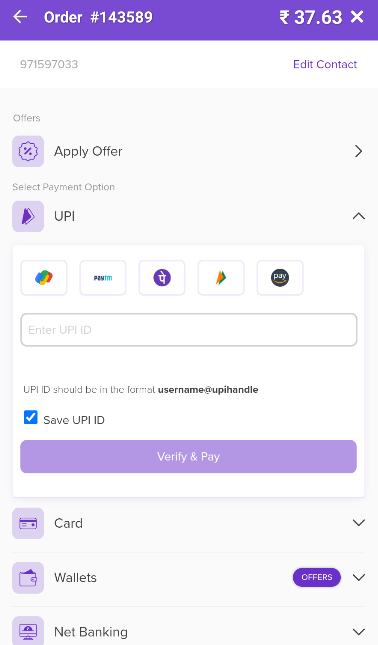 Order #143589
₹ 37.63
971597033
Edit Contact
Offers
Apply Offer
Select Payment Option
UPI
paytm
पे
pay
Enter UPI ID
UPI ID should be in the format username@upihandle
Save UPI ID
Verify & Pay
Card
Wallets
OFFERS
Net Banking